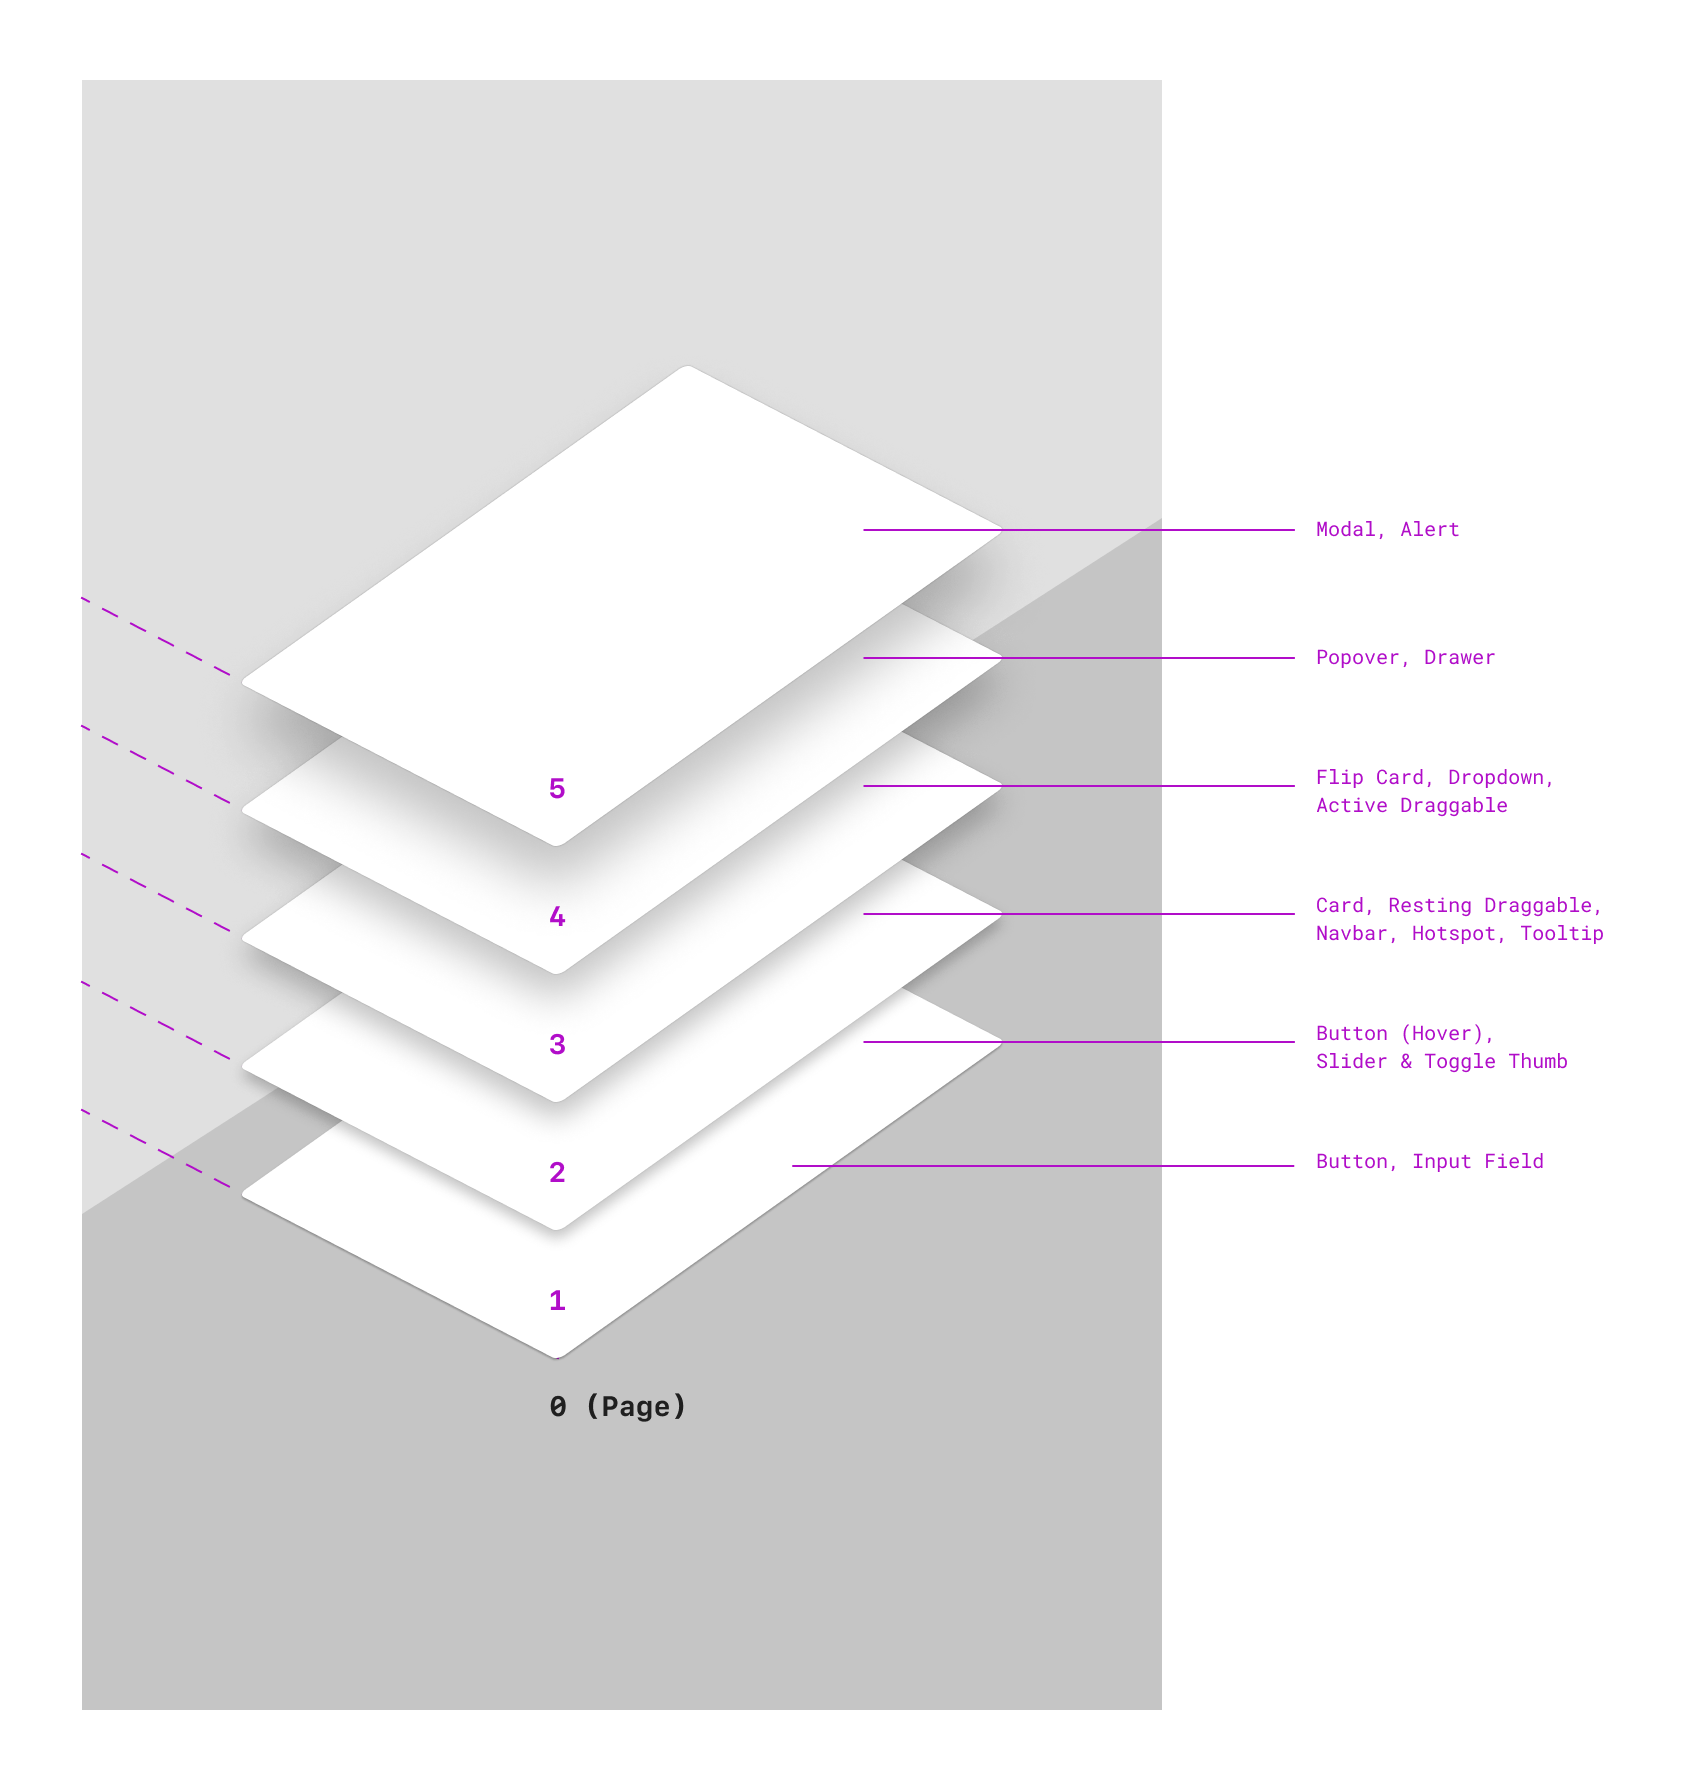 Modal, Alert
Popover, Drawer
Flip Card, Dropdown,
Active Draggable
5
Card, Resting Draggable,
Navbar, Hotspot, Tooltip
4
Button (Hover),
Slider & Toggle Thumb
3
Button, Input Field
2
1
0 (Page)